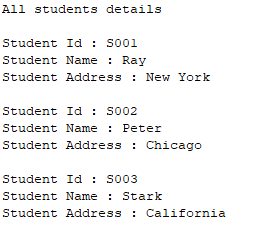 All students details
Student Id : S001
Student Name : Ray
Student Address : New York
Student Id : S002
Student Name : Peter
Student Address : Chicago
Student Id : S003
Student Name : Stark
Student Address : California